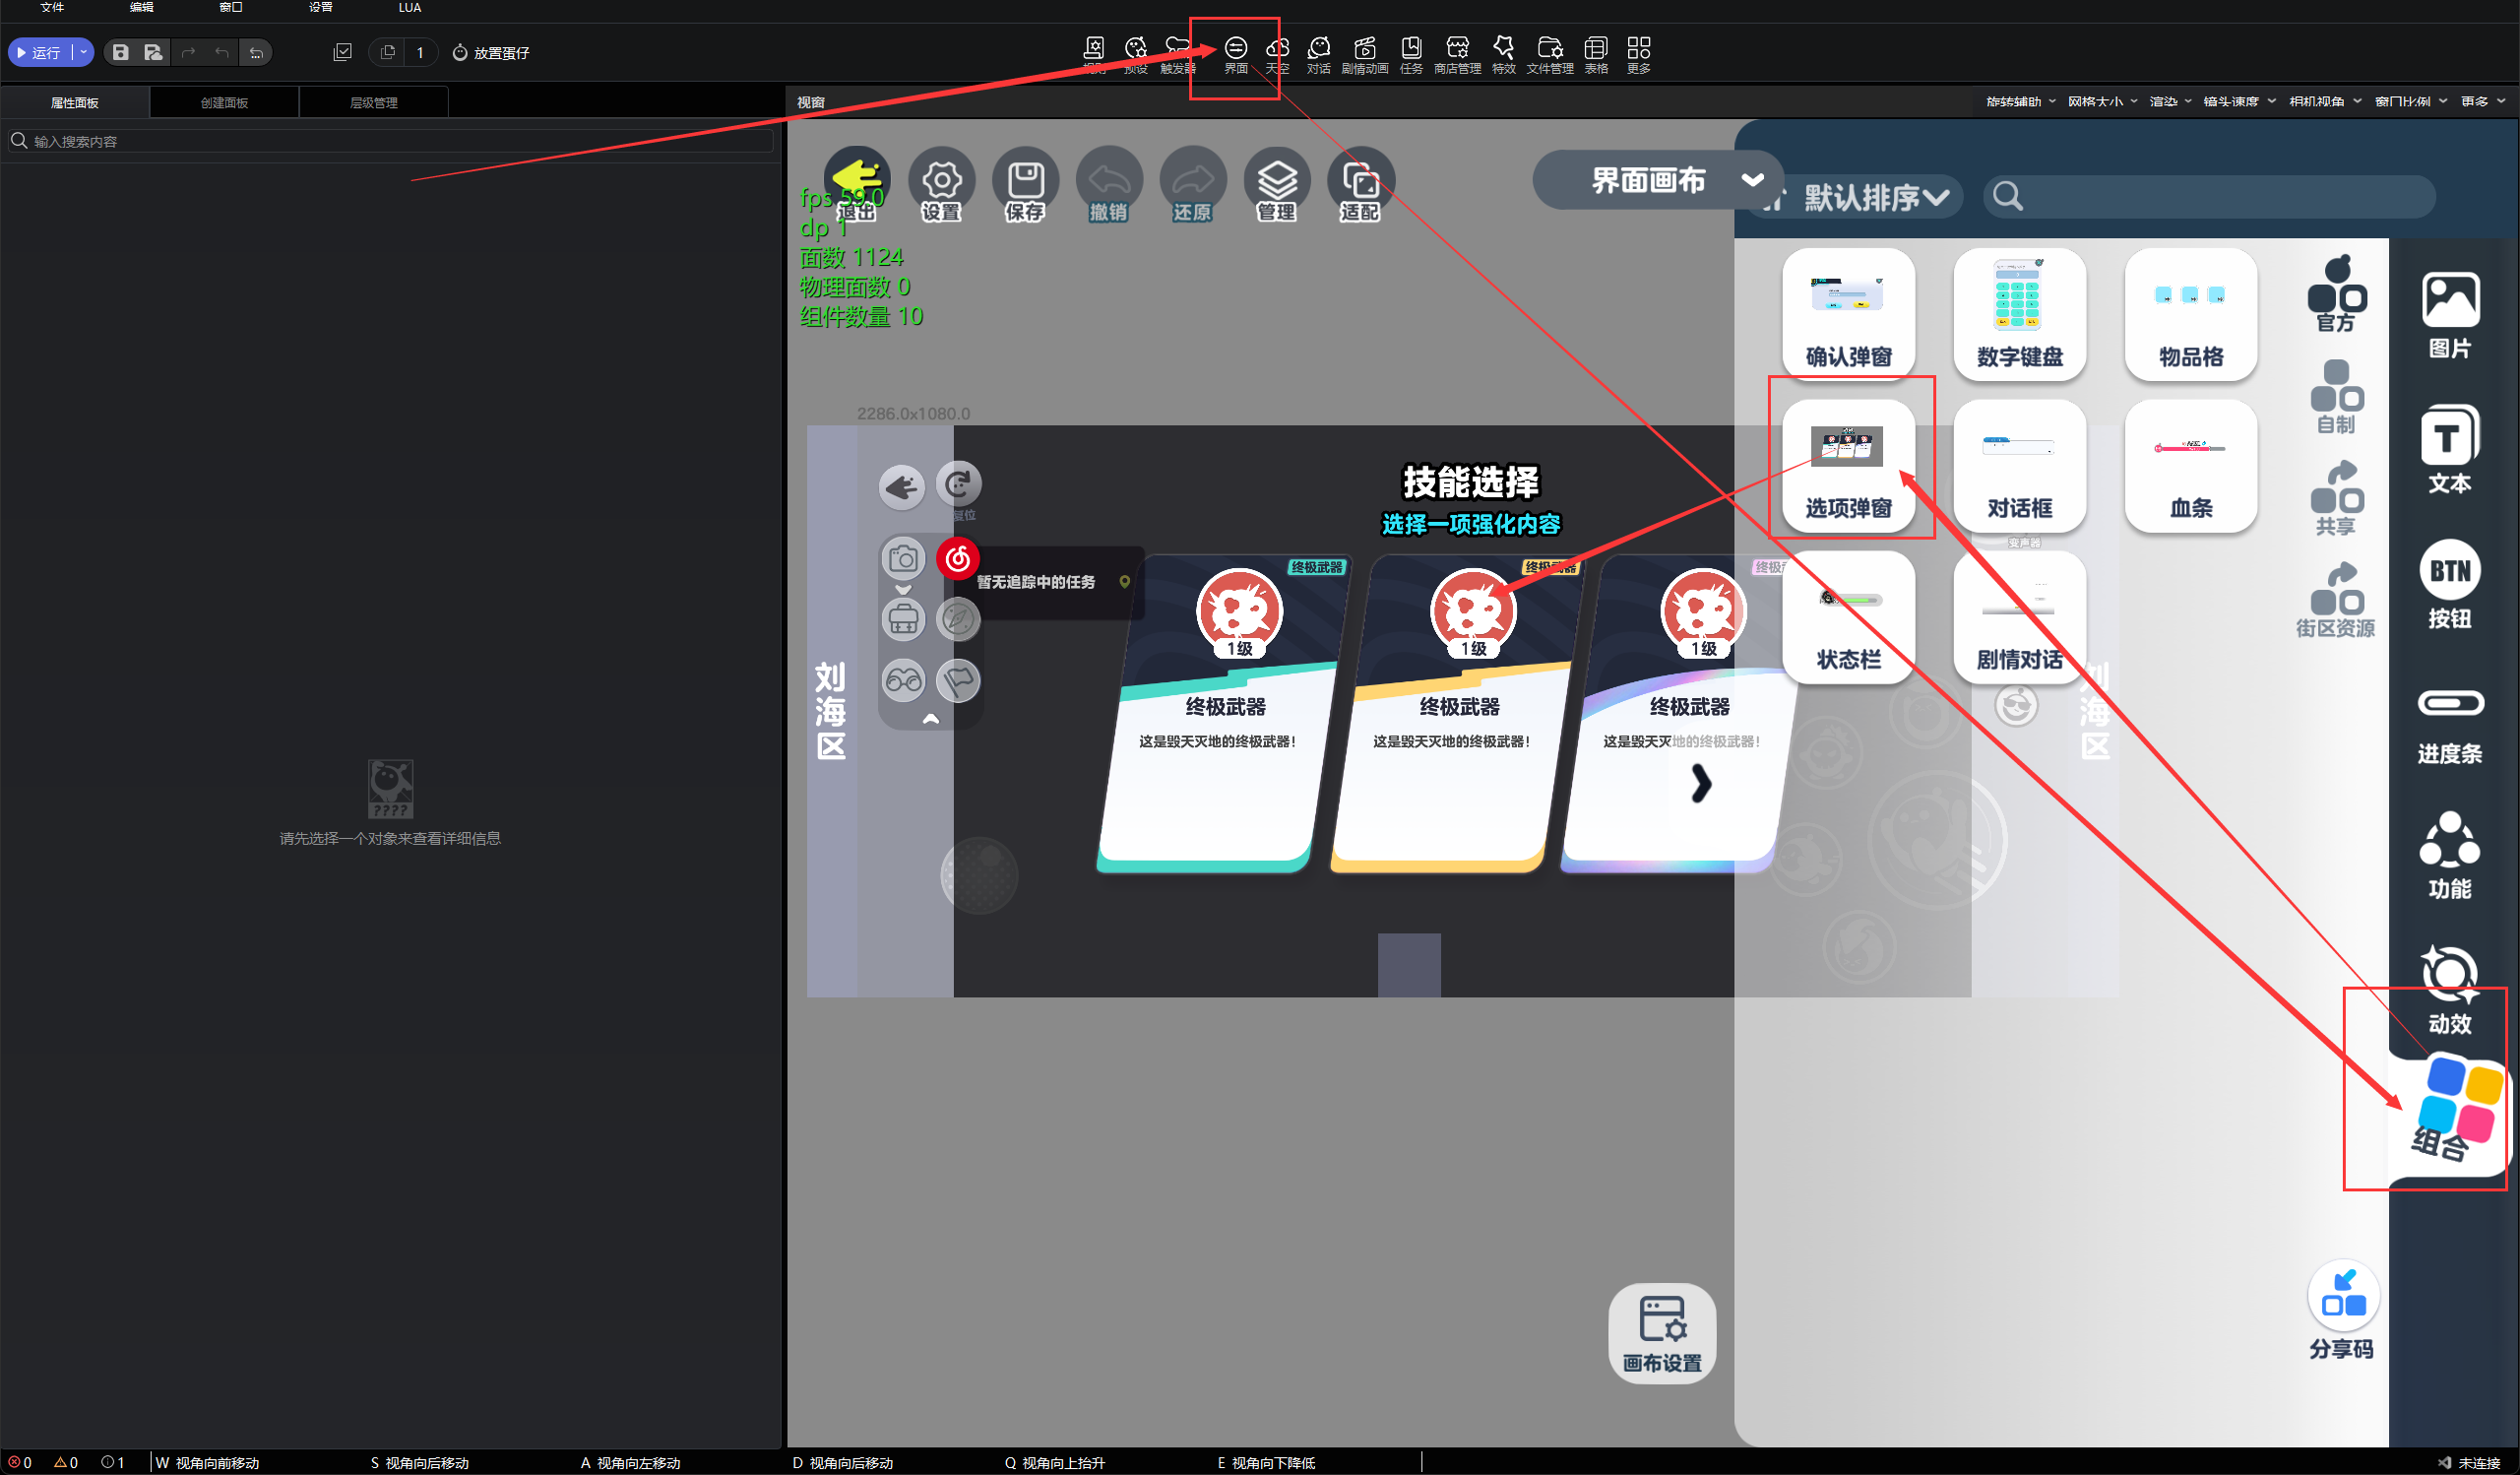 文件 编辑 窗口 设置 LUA
运行 1 放置蛋仔
规则 预设 触发器 界面 天空 对话 剧情动画 任务 商店管理 特效 文件管理 表格 更多
属性面板 创建面板 层级管理
视窗 旋转辅助 网格大小 渲染 镜头速度 相机视角 窗口比例 更多
输入搜索内容
退出 设置 保存 撤销 还原 管理 适配
界面画布 默认排序
fps 59.0
dp 1
面数 1124
物理面数 0
组件数量 10
确认弹窗 数字键盘 物品格
选项弹窗 对话框 血条
状态栏 剧情对话
官方
自制
共享
街区资源
图片
文本
BTN
按钮
进度条
功能
动效
组合
2286.0x1080.0
技能选择
选择一项强化内容
复位
变声器
暂无追踪中的任务
终极武器 终极武器 终极
1级 1级 1级
终极武器 终极武器 终极武器
这是毁天灭地的终极武器! 这是毁天灭地的终极武器! 这是毁天灭地的终极武器!
刘海区
刘海区
????
请先选择一个对象来查看详细信息
画布设置
分享码
0 0 1 W 视角向前移动 S 视角向后移动 A 视角向左移动 D 视角向后移动 Q 视角向上抬升 E 视角向下降低 未连接